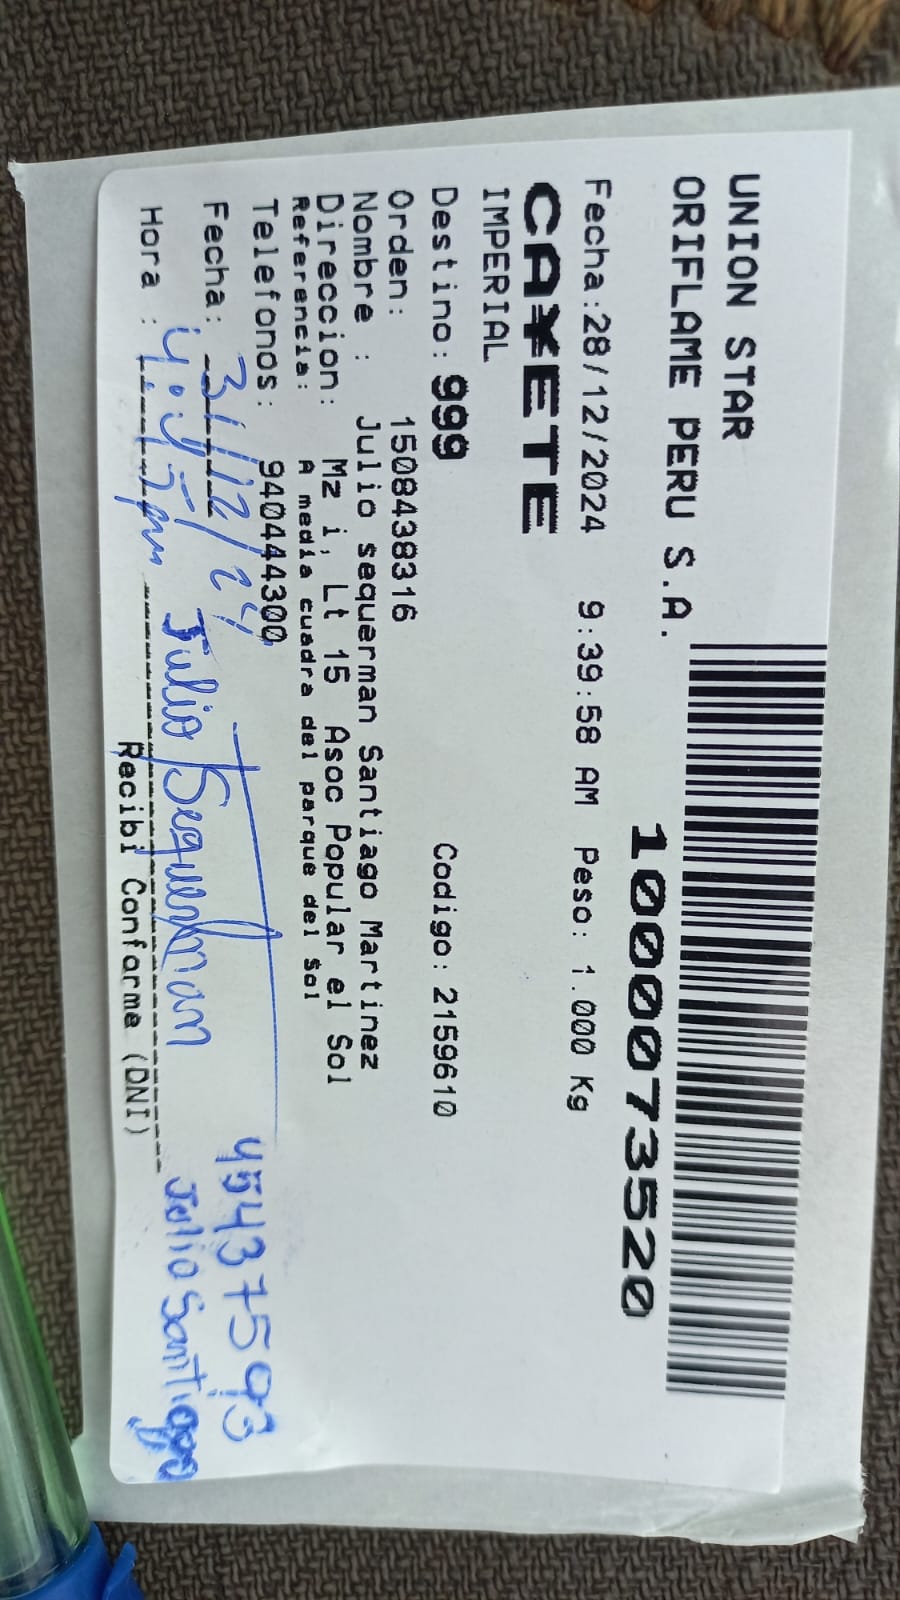 UNION STAR
ORIFLAME PERU S.A.
1000073520
Fecha:28/12/2024 9:39:58 AM Peso: 1.000 Kg
CA¥ETE
IMPERIAL
Destino: 999 Codigo: 2159610
Orden: 1508438316
Nombre : Julio sequerman Santiago Martinez
Direccion: Mz i, Lt 15 Asoc Popular el Sol
Referencia: A media cuadra del parque del Sol
Telefonos: 940444300
Fecha: 31/12/24 45437593
Hora : 4:45pm Julio Sequerman Julio Santiago
Recibi Conforme (DNI)